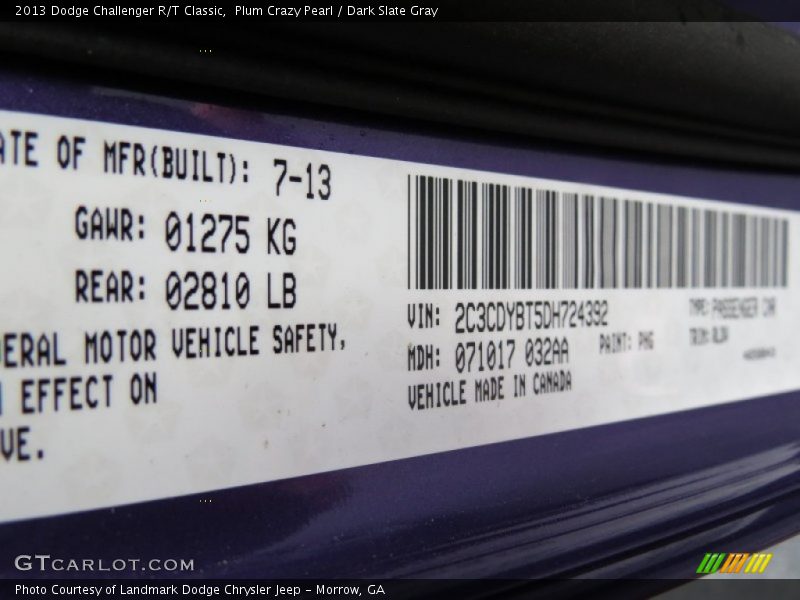 2013 Dodge Challenger R/T Classic,  Plum Crazy Pearl / Dark Slate Gray
ATE OF MFR(BUILT): 7-13
GAWR: 01275 KG
REAR: 02810 LB
DERAL MOTOR VEHICLE SAFETY,
N EFFECT ON
VE.
VIN: 2C3CDYBT5DH724392
TYPE: PASSENGER CAR
MDH: 071017 032AA
PAINT: PHG
TRIM:
VEHICLE MADE IN CANADA
GTCARLOT.COM
Photo Courtesy of Landmark Dodge Chrysler Jeep - Morrow, GA